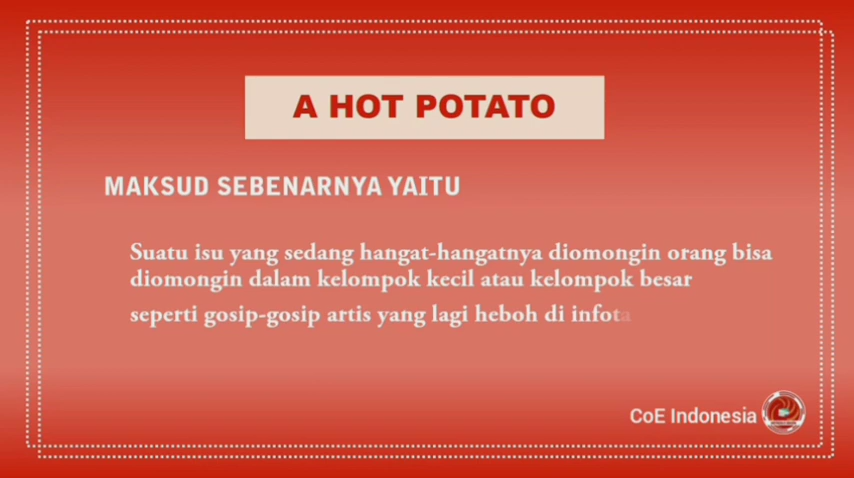 A HOT POTATO
MAKSUD SEBENARNYA YAITU
Suatu isu yang sedang hangat-hangatnya diomongin orang bisa
diomongin dalam kelompok kecil atau kelompok besar
seperti gosip-gosip artis yang lagi heboh di infota
CoE Indonesia